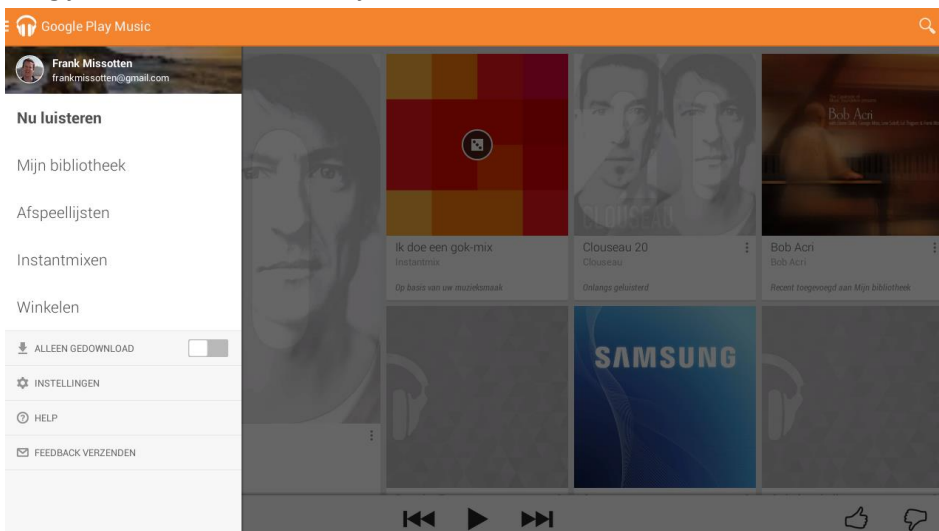 Google Play Music
Frank Missotten
frankmissotten@gmail.com
Nu luisteren
Mijn bibliotheek
Afspeellijsten
Instantmixen
Winkelen
ALLEEN GEDOWNLOAD
INSTELLINGEN
HELP
FEEDBACK VERZENDEN
Ik doe een gok-mix
Instantmix
Op basis van uw muzieksmaak
CLOUSEAU
Clouseau 20
Clouseau
Onlangs geluisterd
Bob Acri
Bob Acri
Bob Acri
Recent toegevoegd aan Mijn bibliotheek
SAMSUNG